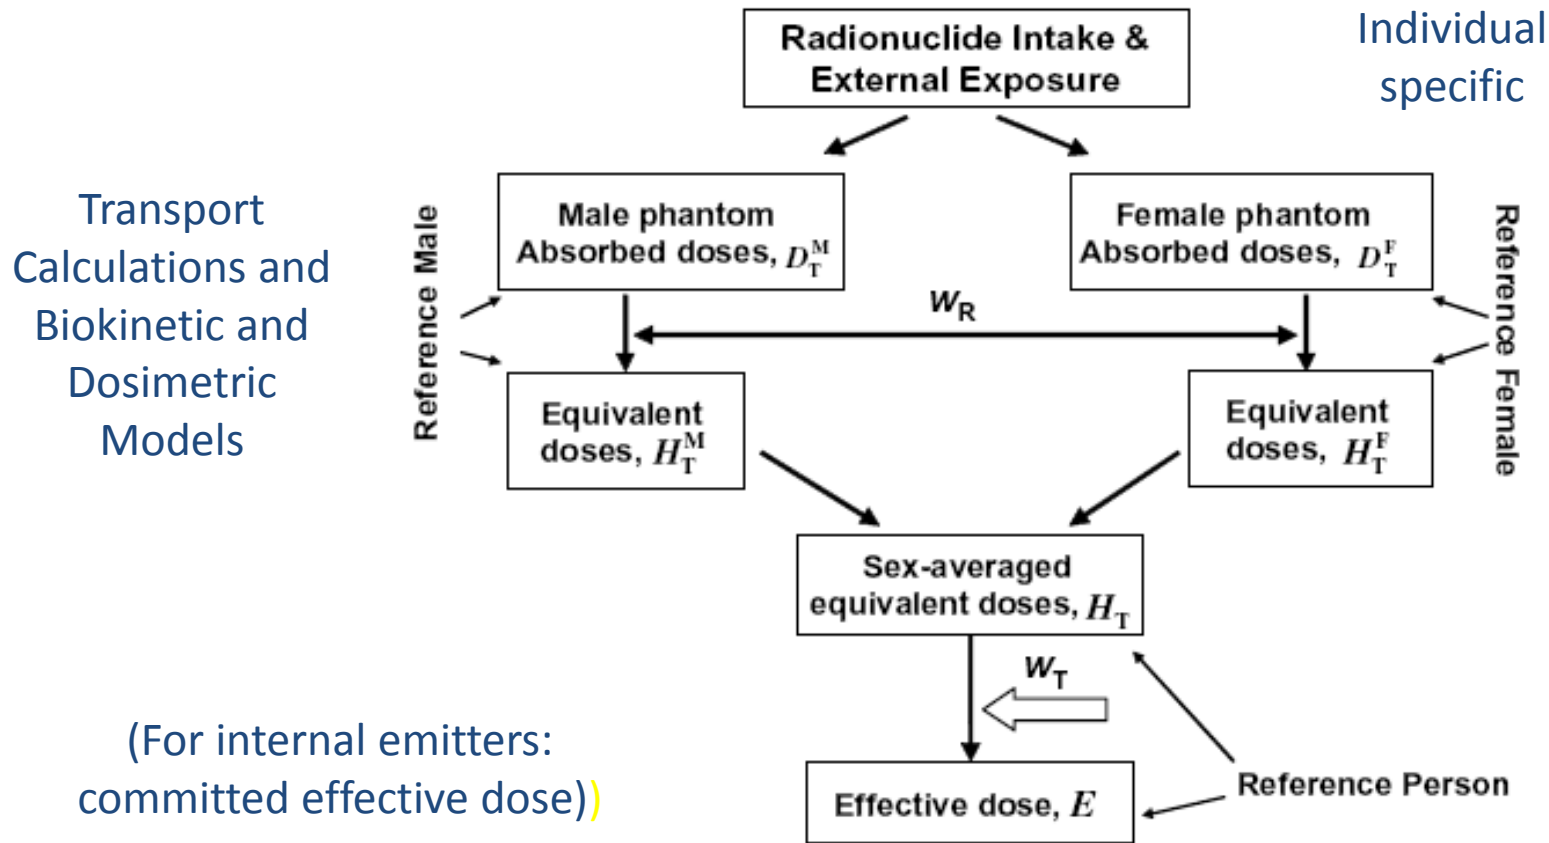 Radionuclide Intake &
External Exposure
Individual
specific
Transport
Calculations and
Biokinetic and
Dosimetric
Models
Reference Male
Male phantom
Absorbed doses, D_T^M
Female phantom
Absorbed doses, D_T^F
Reference Female
W_R
Equivalent
doses, H_T^M
Equivalent
doses, H_T^F
Sex-averaged
equivalent doses, H_T
W_T
(For internal emitters:
committed effective dose))
Effective dose, E
Reference Person